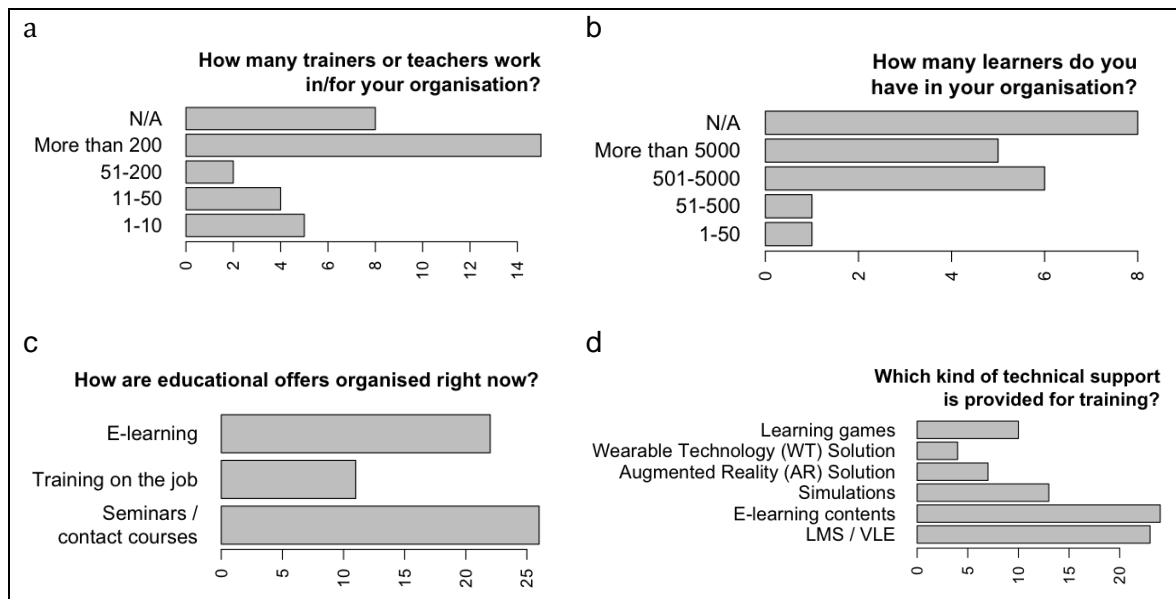 a
How many trainers or teachers work
in/for your organisation?
N/A
More than 200
51-200
11-50
1-10
0 2 4 6 8 10 12 14
b
How many learners do you
have in your organisation?
N/A
More than 5000
501-5000
51-500
1-50
0 2 4 6 8
c
How are educational offers organised right now?
E-learning
Training on the job
Seminars /
contact courses
0 5 10 15 20 25
d
Which kind of technical support
is provided for training?
Learning games
Wearable Technology (WT) Solution
Augmented Reality (AR) Solution
Simulations
E-learning contents
LMS / VLE
0 5 10 15 20